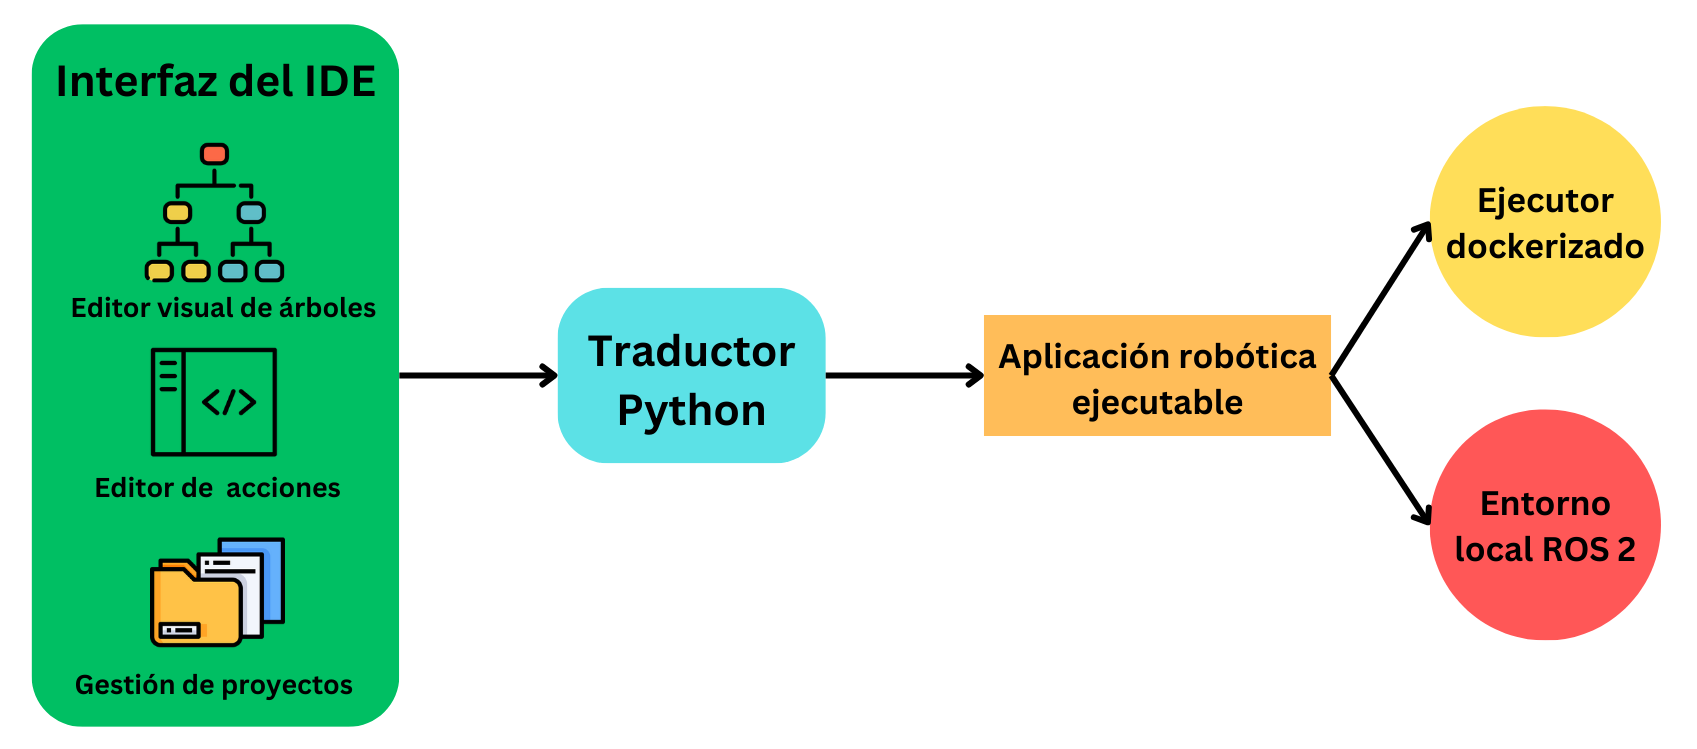 Interfaz del IDE
Editor visual de árboles
</>
Editor de acciones
Gestión de proyectos
Traductor
Python
Aplicación robótica
ejecutable
Ejecutor
dockerizado
Entorno
local ROS 2